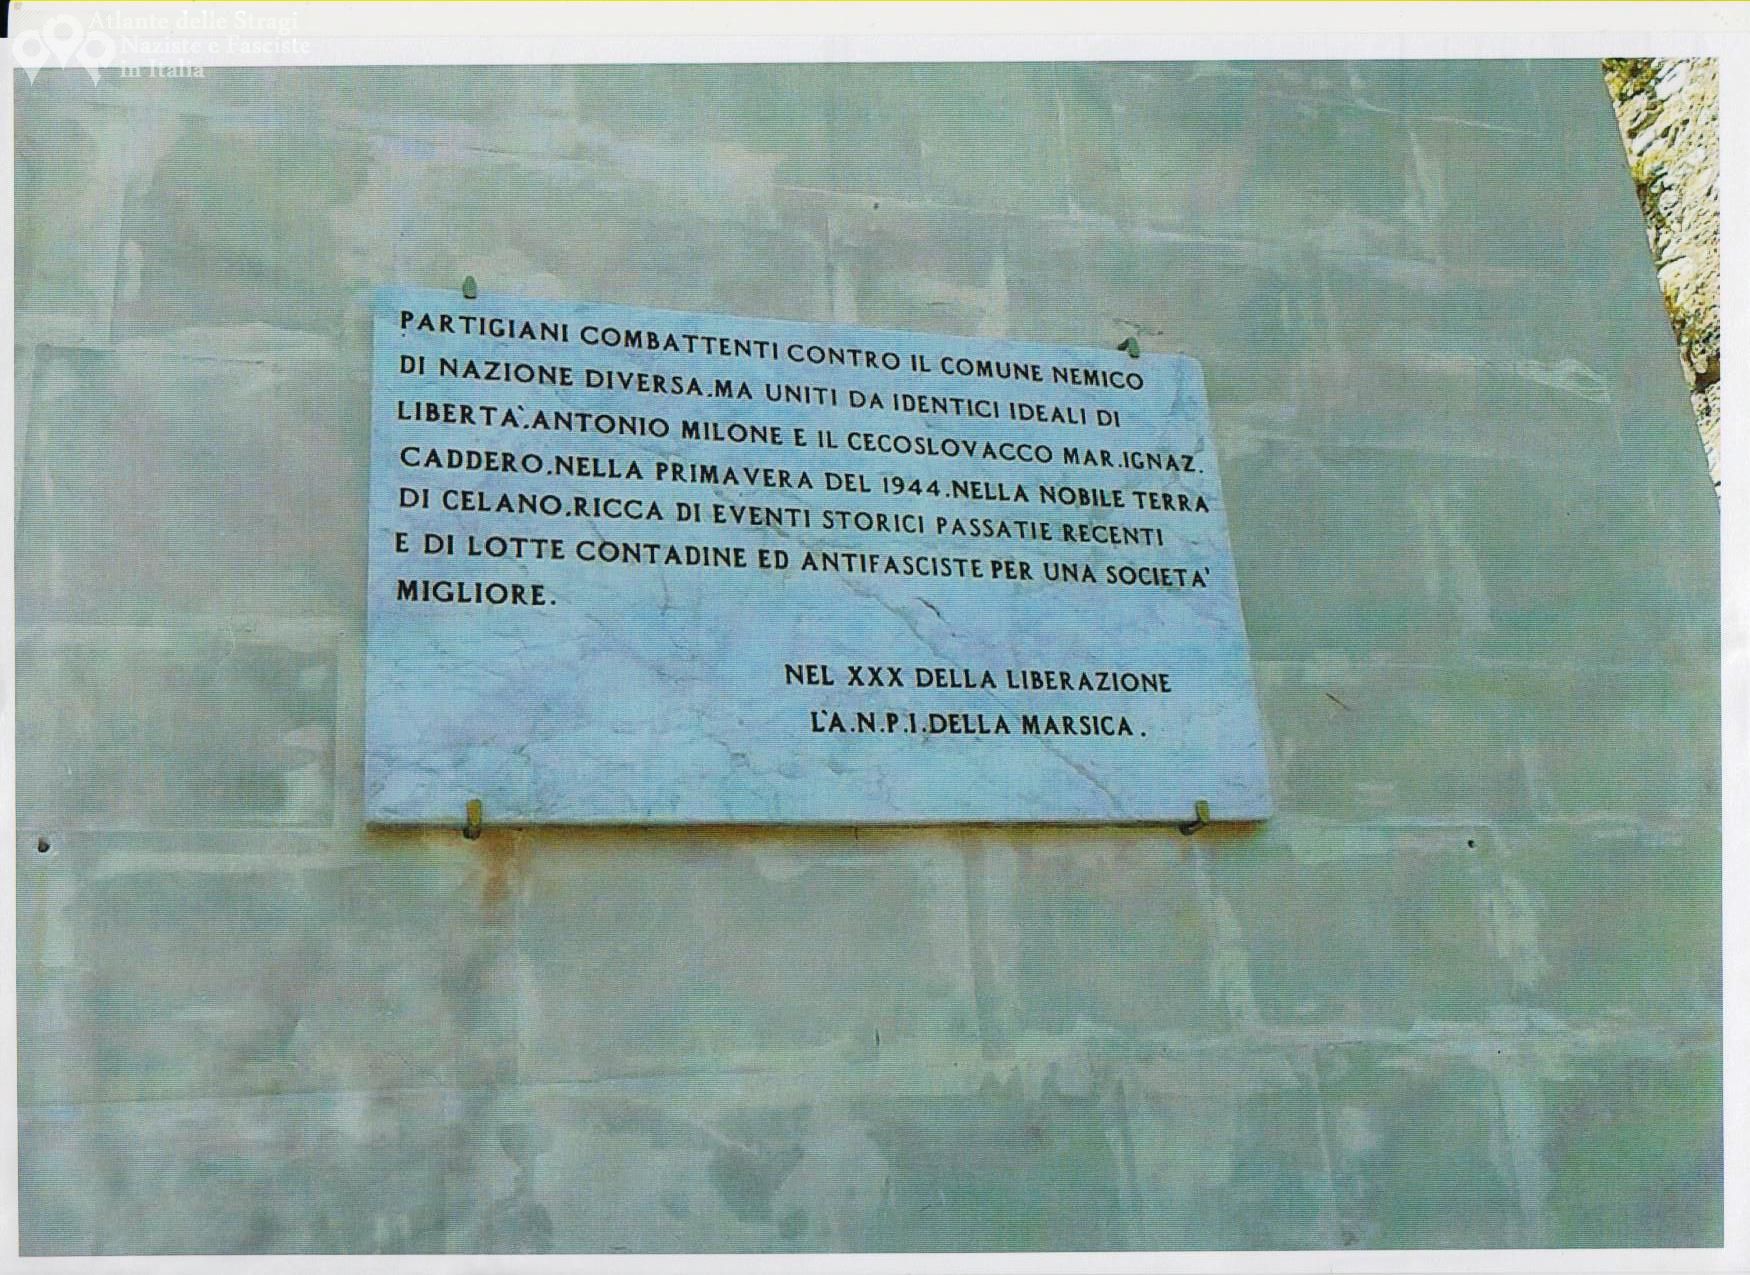 Atlante delle Stragi
Naziste e Fasciste
in Italia
PARTIGIANI COMBATTENTI CONTRO IL COMUNE NEMICO
DI NAZIONE DIVERSA.MA UNITI DA IDENTICI IDEALI DI
LIBERTA'.ANTONIO MILONE E IL CECOSLOVACCO MAR.IGNAZ.
CADDERO.NELLA PRIMAVERA DEL 1944.NELLA NOBILE TERRA
DI CELANO.RICCA DI EVENTI STORICI PASSATI E RECENTI
E DI LOTTE CONTADINE ED ANTIFASCISTE PER UNA SOCIETA'
MIGLIORE.
NEL XXX DELLA LIBERAZIONE
L'A.N.P.I.DELLA MARSICA.